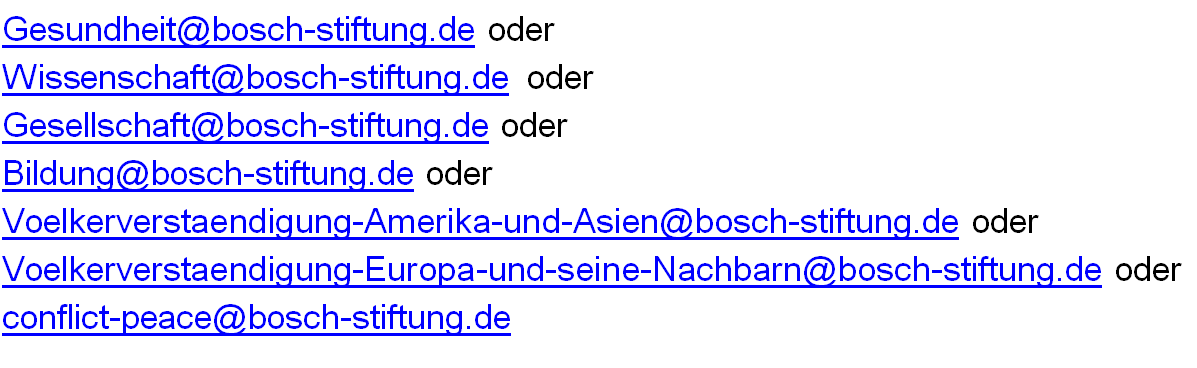 Gesundheit@bosch-stiftung.de oder
Wissenschaft@bosch-stiftung.de oder
Gesellschaft@bosch-stiftung.de oder
Bildung@bosch-stiftung.de oder
Voelkerverstaendigung-Amerika-und-Asien@bosch-stiftung.de oder
Voelkerverstaendigung-Europa-und-seine-Nachbarn@bosch-stiftung.de oder
conflict-peace@bosch-stiftung.de